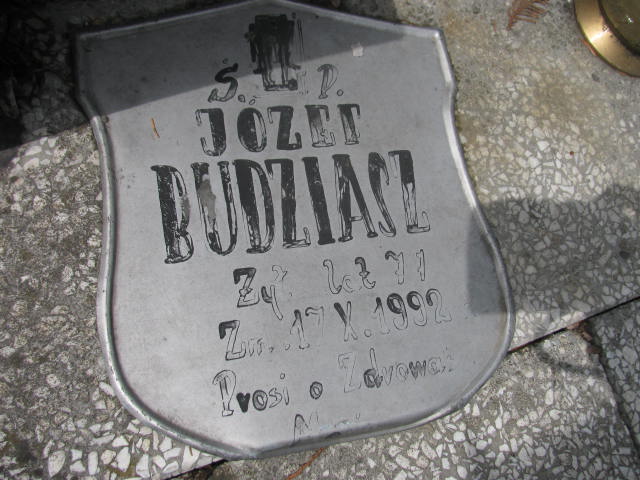 Ś. P.
JÓZEF
BUDZIASZ
Żył lat 71
Zm. 17 X. 1992
Prosi o Zdrowaś